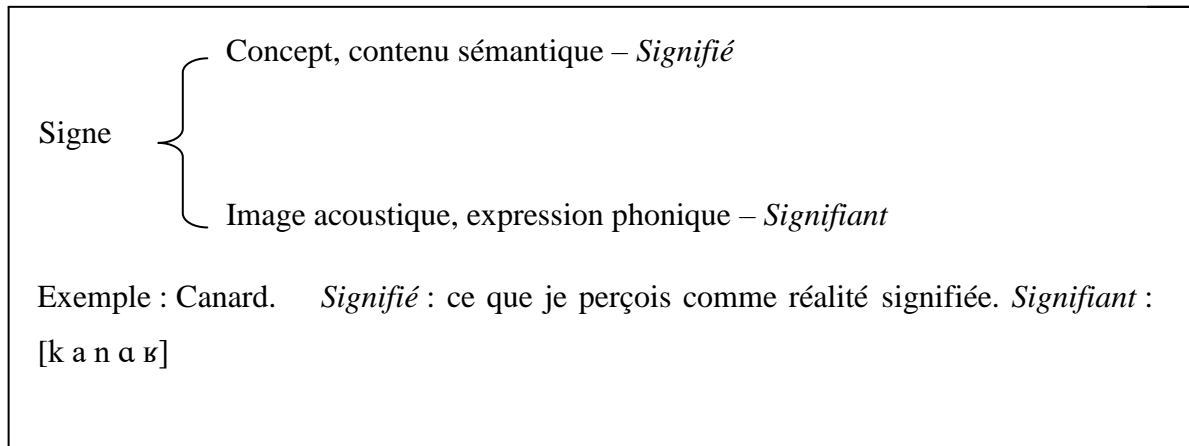 Concept, contenu sémantique – Signifié
Signe
Image acoustique, expression phonique – Signifiant
Exemple : Canard. Signifié : ce que je perçois comme réalité signifiée. Signifiant :
[k a n ɑ ʁ]